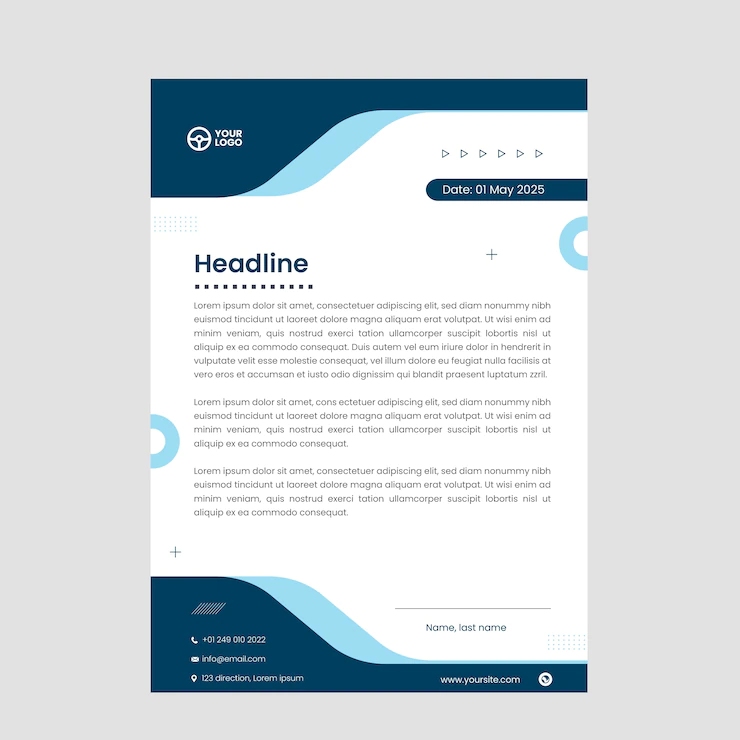 YOUR
LOGO
Date: 01 May 2025
Headline
Lorem ipsum dolor sit amet, consectetuer adipiscing elit, sed diam nonummy nibh
euismod tincidunt ut laoreet dolore magna aliquam erat volutpat. Ut wisi enim ad
minim veniam, quis nostrud exerci tation ullamcorper suscipit lobortis nisl ut
aliquip ex ea commodo consequat. Duis autem vel eum iriure dolor in hendrerit in
vulputate velit esse molestie consequat, vel illum dolore eu feugiat nulla facilisis at
vero eros et accumsan et iusto odio dignissim qui blandit praesent luptatum zzril.
Lorem ipsum dolor sit amet, cons ectetuer adipiscing elit, sed diam nonummy nibh
euismod tincidunt ut laoreet dolore magna aliquam erat volutpat. Ut wisi enim ad
minim veniam, quis nostrud exerci tation ullamcorper suscipit lobortis nisl ut
aliquip ex ea commodo consequat.
Lorem ipsum dolor sit amet, consectetuer adipiscing elit, sed diam nonummy nibh
euismod tincidunt ut laoreet dolore magna aliquam erat volutpat. Ut wisi enim ad
minim veniam, quis nostrud exerci tation ullamcorper suscipit lobortis nisl ut
aliquip ex ea commodo consequat.
Name, last name
+01 249 010 2022
info@email.com
123 direction, Lorem ipsum
www.yoursite.com